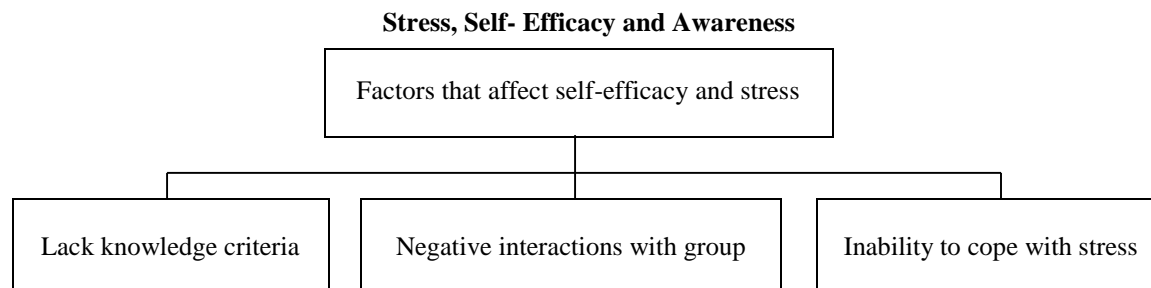 Stress, Self- Efficacy and Awareness
Factors that affect self-efficacy and stress
Lack knowledge criteria
Negative interactions with group
Inability to cope with stress